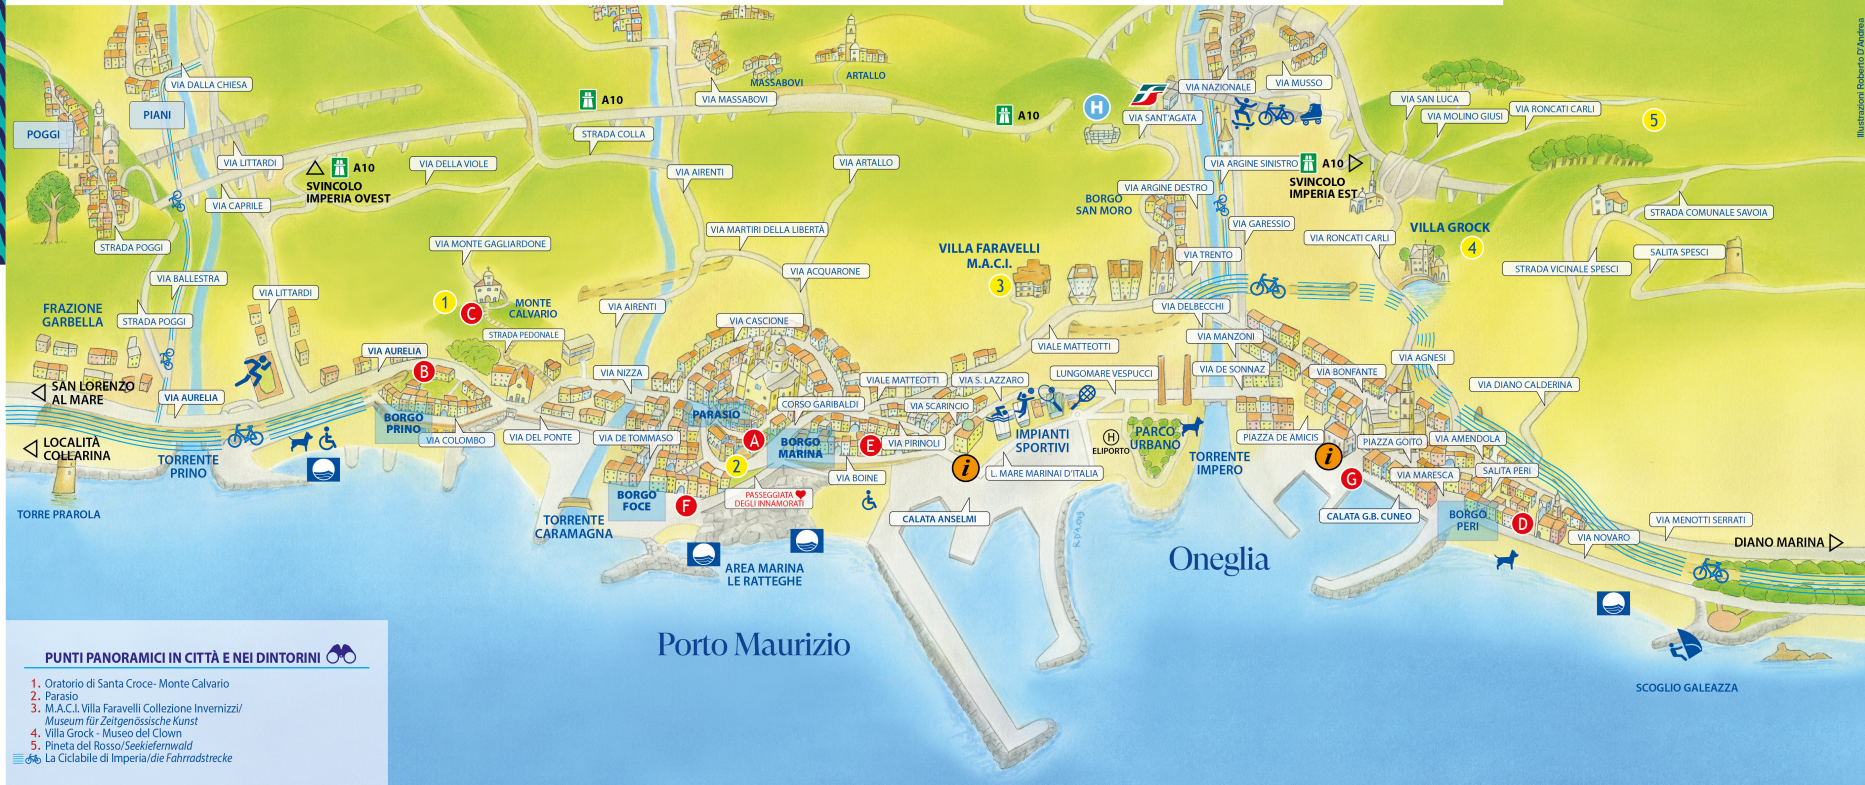 Illustrazioni Roberto D'Andrea
MASSABOVI
ARTALLO
VIA DALLA CHIESA
VIA NAZIONALE
VIA MUSSO
A10
VIA MASSABOVI
A10
H
VIA SAN LUCA
VIA RONCATI CARLI
PIANI
VIA SANT'AGATA
VIA MOLINO GIUSI
5
POGGI
STRADA COLLA
VIA LITTARDI
A10
VIA DELLA VIOLE
VIA ARTALLO
VIA ARGINE SINISTRO
A10
VIA AIRENTI
SVINCOLO
IMPERIA OVEST
SVINCOLO
IMPERIA EST
VIA ARGINE DESTRO
VIA CAPRILE
BORGO
SAN MORO
STRADA COMUNALE SAVOIA
VIA GARESSIO
VILLA GROCK
VIA MARTIRI DELLA LIBERTÀ
VIA RONCATI CARLI
STRADA POGGI
VIA MONTE GAGLIARDONE
VILLA FARAVELLI
M.A.C.I.
4
VIA TRENTO
SALITA SPESCI
VIA BALLESTRA
VIA ACQUARONE
STRADA VICINALE SPESCI
VIA LITTARDI
3
1
C
MONTE
CALVARIO
VIA AIRENTI
VIA DELBECCHI
FRAZIONE
GARBELLA
STRADA POGGI
VIA CASCIONE
STRADA PEDONALE
VIA MANZONI
VIALE MATTEOTTI
VIA AURELIA
VIA AGNESI
B
VIA NIZZA
VIALE MATTEOTTI
VIA S. LAZZARO
LUNGOMARE VESPUCCI
VIA DE SONNAZ
VIA BONFANTE
VIA DIANO CALDERINA
SAN LORENZO
AL MARE
VIA AURELIA
CORSO GARIBALDI
VIA SCARINCIO
PARASIO
BORGO
PRINO
VIA COLOMBO
VIA DEL PONTE
VIA DE TOMMASO
A
BORGO
MARINA
E
VIA PIRINOLI
IMPIANTI
SPORTIVI
H
ELIPORTO
PARCO
URBANO
PIAZZA DE AMICIS
PIAZZA GOITO
VIA AMENDOLA
LOCALITÀ
COLLARINA
TORRENTE
PRINO
2
i
L. MARE MARINAI D'ITALIA
TORRENTE
IMPERO
i
VIA BOINE
G
VIA MARESCA
SALITA PERI
BORGO
FOCE
F
PASSEGGIATA
DEGLI INNAMORATI
TORRE PRAROLA
TORRENTE
CARAMAGNA
CALATA ANSELMI
CALATA G.B. CUNEO
BORGO
PERI
D
VIA MENOTTI SERRATI
VIA NOVARO
DIANO MARINA
AREA MARINA
LE RATTEGHE
Oneglia
Porto Maurizio
SCOGLIO GALEAZZA
PUNTI PANORAMICI IN CITTÀ E NEI DINTORINI
1. Oratorio di Santa Croce- Monte Calvario
2. Parasio
3. M.A.C.I. Villa Faravelli Collezione Invernizzi/
Museum für Zeitgenössische Kunst
4. Villa Grock - Museo del Clown
5. Pineta del Rosso/Seekiefernwald
La Ciclabile di Imperia/die Fahrradstrecke